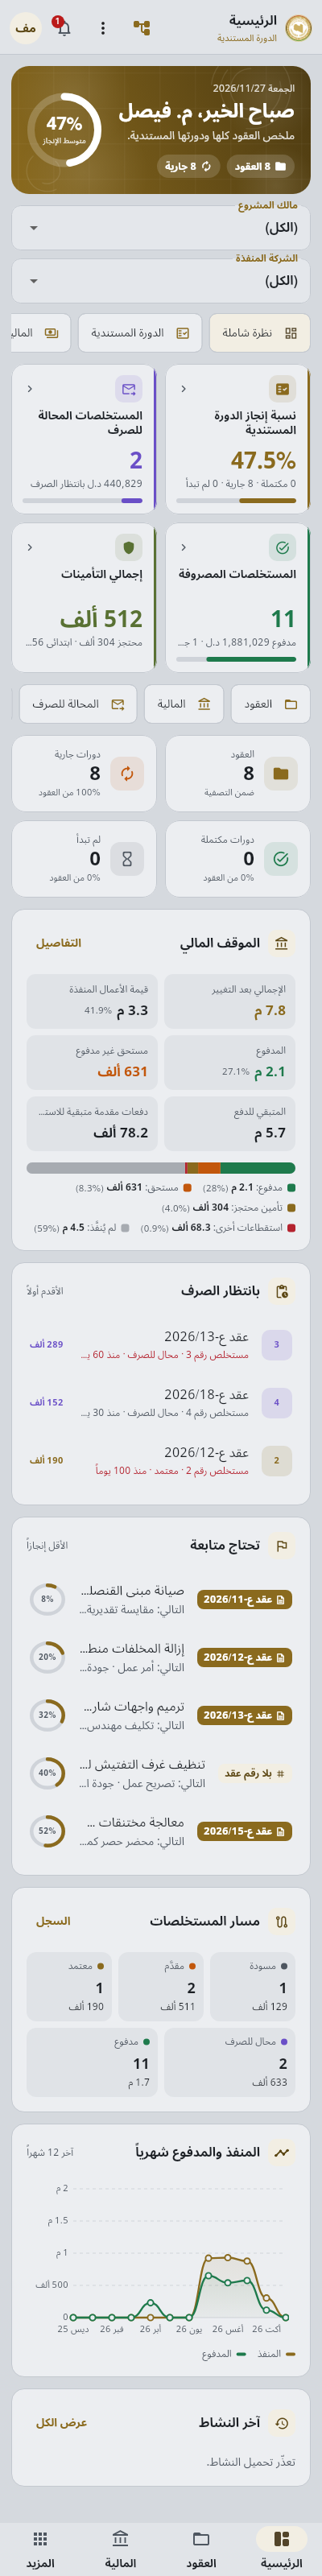 الرئيسية
الدورة المستندية
1
مف
الجمعة 2026/11/27
صباح الخير، م. فيصل
ملخص العقود كلها ودورتها المستندية.
8 العقود
8 جارية
47%
متوسط الإنجاز
مالك المشروع
(الكل)
الشركة المنفذة
(الكل)
نظرة شاملة
الدورة المستندية
المالية
نسبة إنجاز الدورة المستندية
47.5%
0 مكتملة · 8 جارية · 0 لم تبدأ
المستخلصات المحالة للصرف
2
440,829 د.ل بانتظار الصرف
المستخلصات المصروفة
11
مدفوع 1,881,029 د.ل · 1 جـ...
إجمالي التأمينات
512 ألف
محتجز 304 ألف · ابتدائي 56...
العقود
المالية
المحالة للصرف
العقود
8
ضمن التصفية
دورات جارية
8
100% من العقود
دورات مكتملة
0
0% من العقود
لم تبدأ
0
0% من العقود
الموقف المالي
التفاصيل
الإجمالي بعد التغيير
7.8 م
قيمة الأعمال المنفذة
3.3 م 41.9%
المدفوع
2.1 م 27.1%
مستحق غير مدفوع
631 ألف
المتبقي للدفع
5.7 م
دفعات مقدمة متبقية للاستـ...
78.2 ألف
مدفوع: 2.1 م (28%)
مستحق: 631 ألف (8.3%)
تأمين محتجز: 304 ألف (4.0%)
استقطاعات أخرى: 68.3 ألف (0.9%)
لم يُنفَّذ: 4.5 م (59%)
بانتظار الصرف
الأقدم أولاً
3
عقد ع-2026/13
مستخلص رقم 3 · محال للصرف · منذ 60 يـ...
289 ألف
4
عقد ع-2026/18
مستخلص رقم 4 · محال للصرف · منذ 30 يـ...
152 ألف
2
عقد ع-2026/12
مستخلص رقم 2 · معتمد · منذ 100 يوماً
190 ألف
تحتاج متابعة
الأقل إنجازاً
عقد ع-2026/11
صيانة مبنى القنصلـ...
التالي: مقايسة تقديرية...
8%
عقد ع-2026/12
إزالة المخلفات منطـ...
التالي: أمر عمل · جودة...
20%
عقد ع-2026/13
ترميم واجهات شار...
التالي: تكليف مهندس...
32%
بلا رقم عقد
تنظيف غرف التفتيش لـ...
التالي: تصريح عمل · جودة ا...
40%
عقد ع-2026/15
معالجة مختنقات ...
التالي: محضر حصر كمـ...
52%
مسار المستخلصات
السجل
مسودة
1
129 ألف
مقدَّم
2
511 ألف
معتمد
1
190 ألف
محال للصرف
2
633 ألف
مدفوع
11
1.7 م
المنفذ والمدفوع شهرياً
آخر 12 شهراً
2 م
1.5 م
1 م
500 ألف
0
ديس 25
فبر 26
أبر 26
يون 26
أغس 26
أكت 26
المنفذ
المدفوع
آخر النشاط
عرض الكل
تعذّر تحميل النشاط.
الرئيسية
العقود
المالية
المزيد